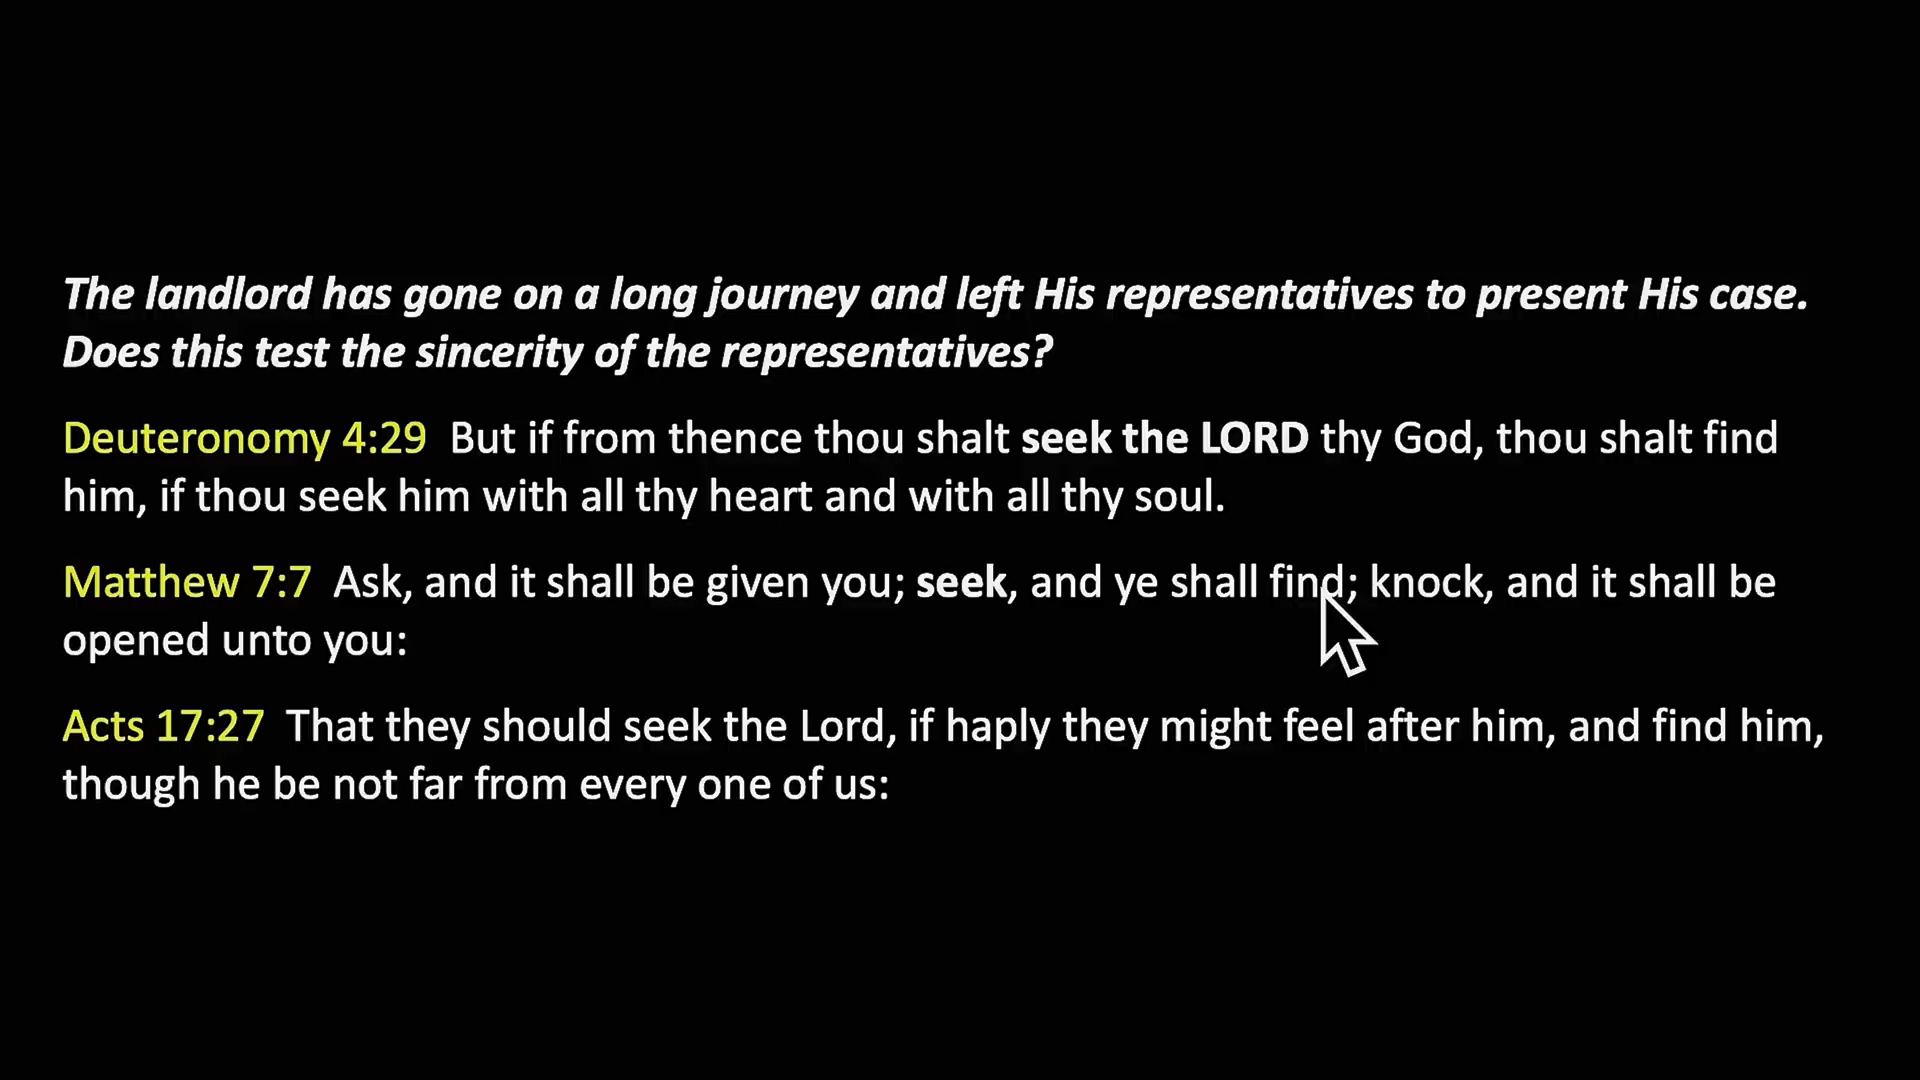 The landlord has gone on a long journey and left His representatives to present His case.
Does this test the sincerity of the representatives?
Deuteronomy 4:29 But if from thence thou shalt seek the LORD thy God, thou shalt find
him, if thou seek him with all thy heart and with all thy soul.
Matthew 7:7 Ask, and it shall be given you; seek, and ye shall find; knock, and it shall be
opened unto you:
Acts 17:27 That they should seek the Lord, if haply they might feel after him, and find him,
though he be not far from every one of us: